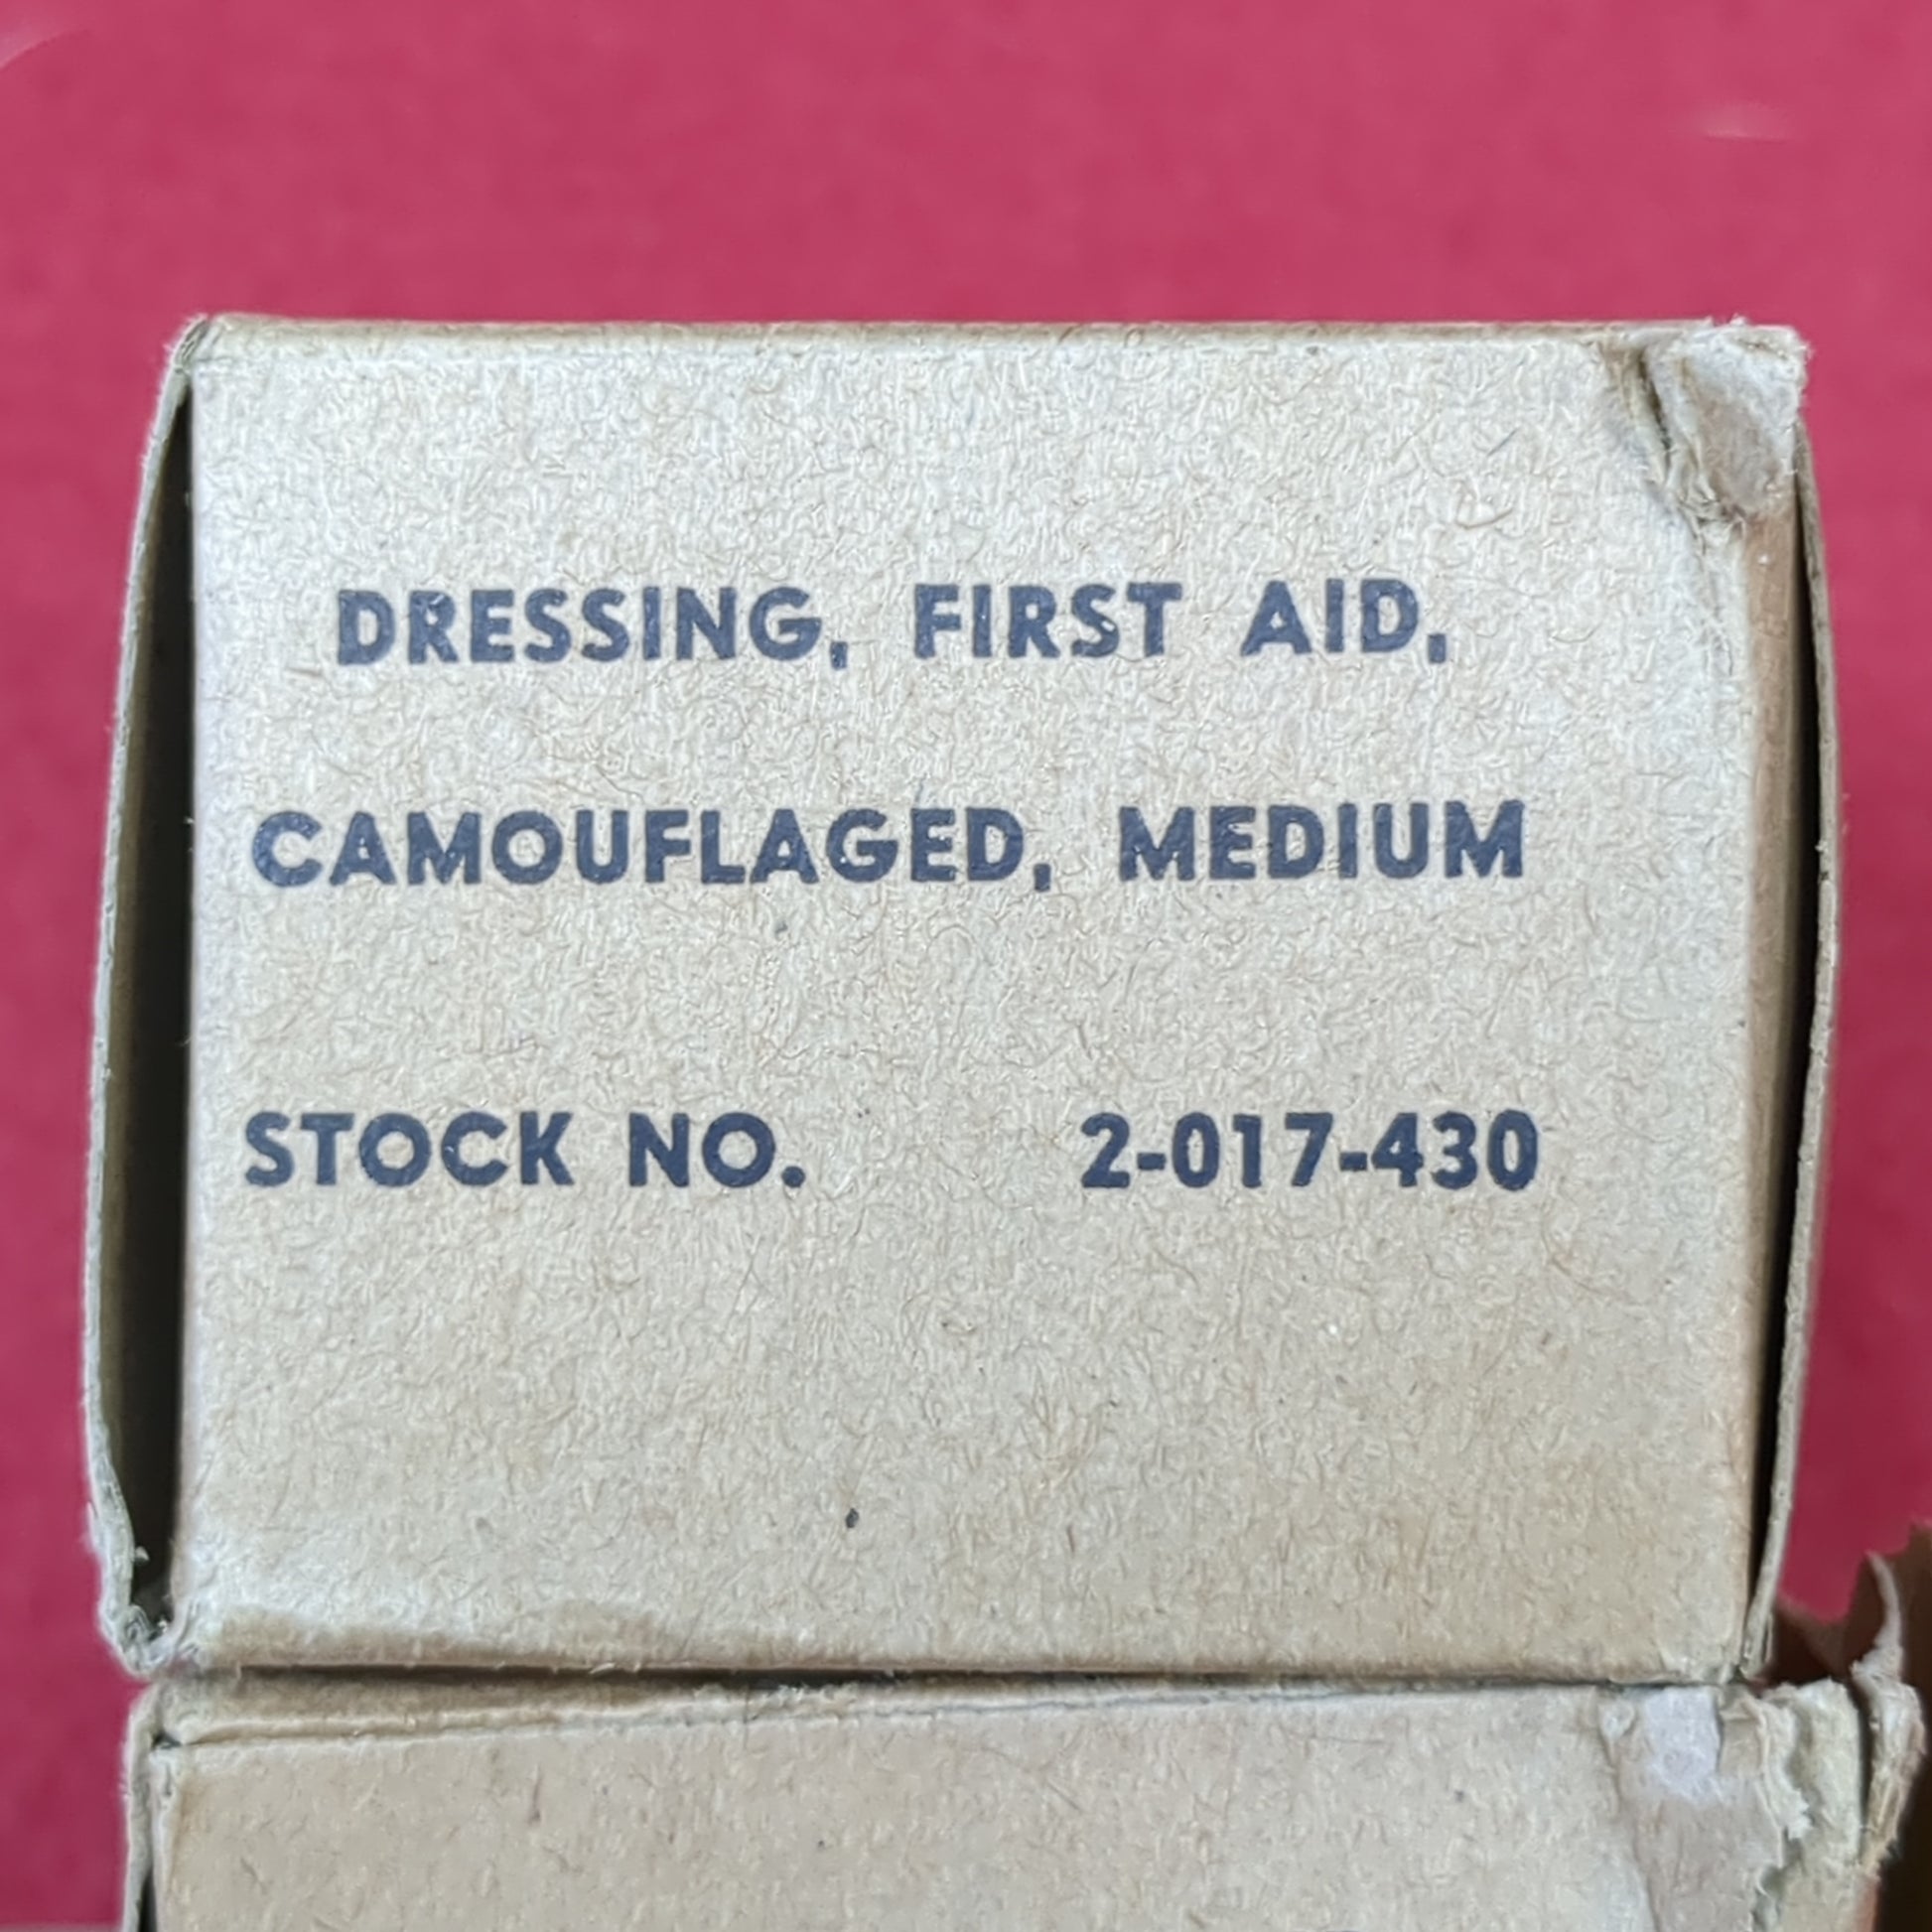 DRESSING, FIRST AID,
CAMOUFLAGED, MEDIUM
STOCK NO. 2-017-430